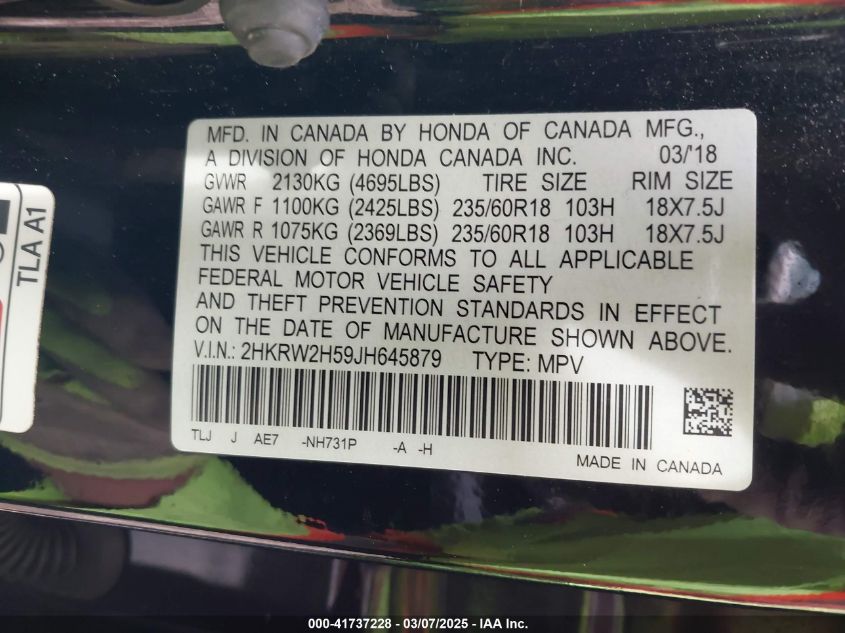 MFD. IN CANADA BY HONDA OF CANADA MFG.,
A DIVISION OF HONDA CANADA INC. 03/'18
GVWR 2130KG (4695LBS) TIRE SIZE RIM SIZE
GAWR F 1100KG (2425LBS) 235/60R18 103H 18X7.5J
GAWR R 1075KG (2369LBS) 235/60R18 103H 18X7.5J
THIS VEHICLE CONFORMS TO ALL APPLICABLE
FEDERAL MOTOR VEHICLE SAFETY
AND THEFT PREVENTION STANDARDS IN EFFECT
ON THE DATE OF MANUFACTURE SHOWN ABOVE.
V.I.N.: 2HKRW2H59JH645879 TYPE: MPV
TLJ J AE7 -NH731P -A -H
MADE IN CANADA
TLA A1
000-41737228 - 03/07/2025 - IAA Inc.